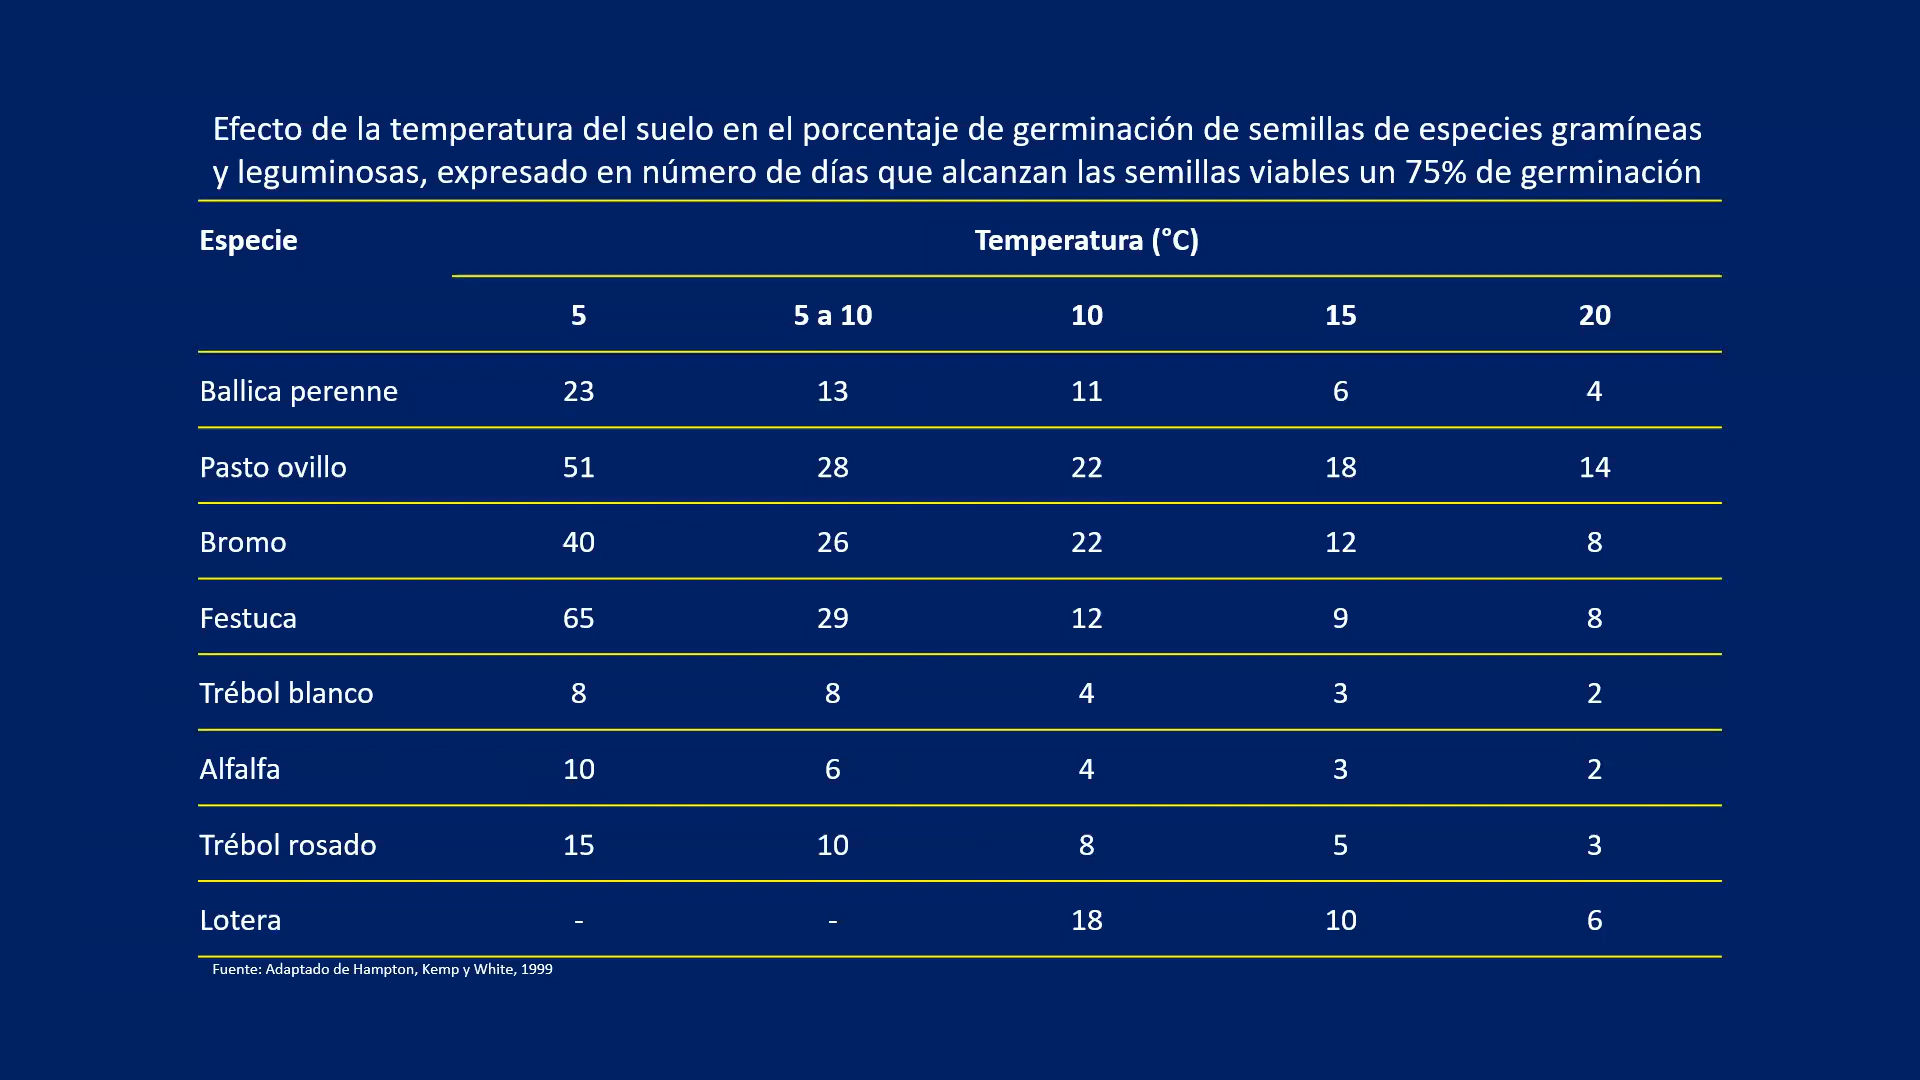 Efecto de la temperatura del suelo en el porcentaje de germinación de semillas de especies gramíneas
y leguminosas, expresado en número de días que alcanzan las semillas viables un 75% de germinación
Especie Temperatura (°C)
5 5 a 10 10 15 20
Ballica perenne 23 13 11 6 4
Pasto ovillo 51 28 22 18 14
Bromo 40 26 22 12 8
Festuca 65 29 12 9 8
Trébol blanco 8 8 4 3 2
Alfalfa 10 6 4 3 2
Trébol rosado 15 10 8 5 3
Lotera - - 18 10 6
Fuente: Adaptado de Hampton, Kemp y White, 1999